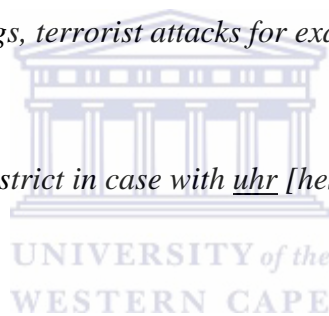 gs, terrorist attacks for exa
strict in case with uhr [he
UNIVERSITY of the
WESTERN CAPE